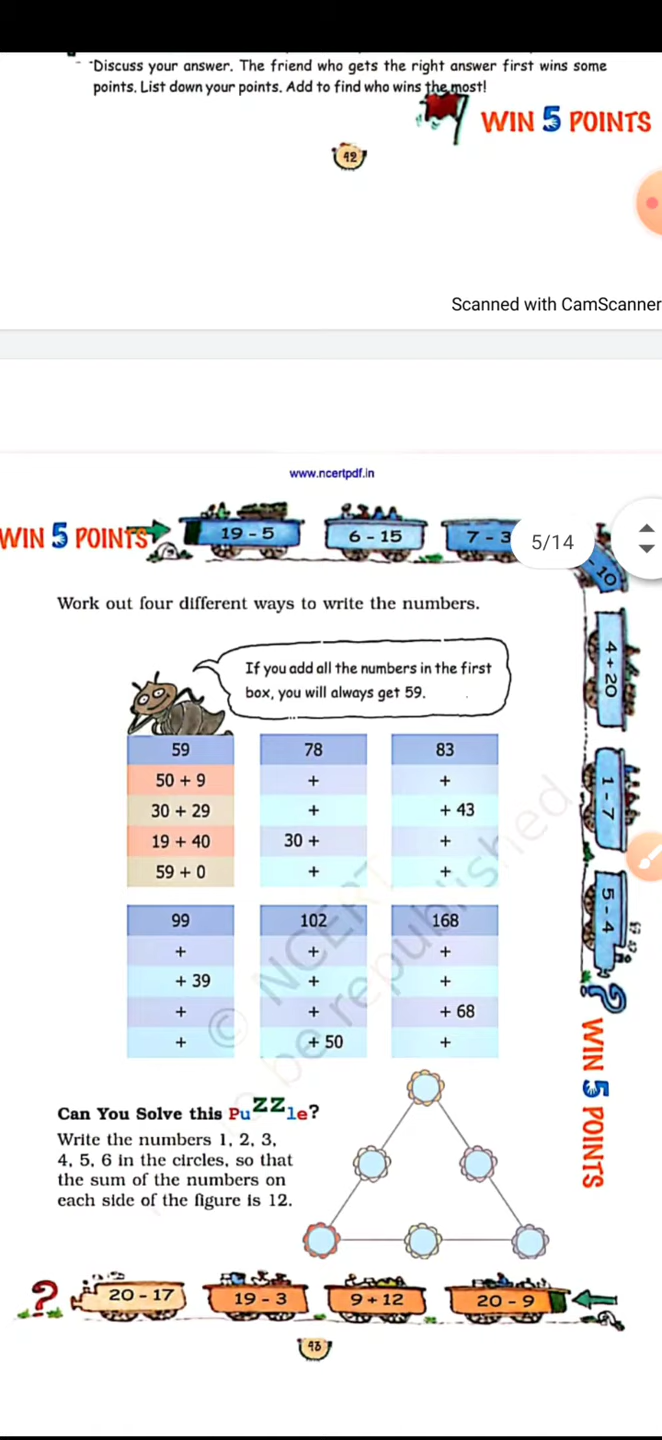 "Discuss your answer. The friend who gets the right answer first wins some
points. List down your points. Add to find who wins the most!
WIN 5 POINTS
42
Scanned with CamScanner
www.ncertpdf.in
WIN 5 POINTS
19 - 5
6 - 15
7 - 3
5/14
- 10
4 + 20
1 - 7
5 - 4
?
WIN 5 POINTS
Work out four different ways to write the numbers.
If you add all the numbers in the first
box, you will always get 59.
59 78 83
50 + 9 + +
30 + 29 + + 43
19 + 40 30 + +
59 + 0 + +
99 102 168
+ + +
+ 39 + +
+ + + 68
+ + 50 +
© NCERT
to be republished
Can You Solve this PuZZle?
Write the numbers 1, 2, 3,
4, 5, 6 in the circles, so that
the sum of the numbers on
each side of the figure is 12.
?
20 - 17
19 - 3
9 + 12
20 - 9
43